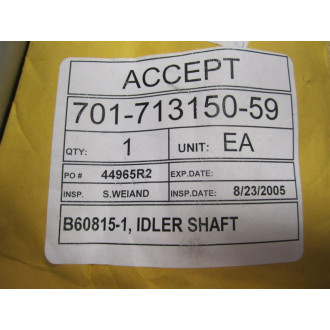 ACCEPT
701-713150-59
QTY: 1 UNIT: EA
PO # 44965R2 EXP.DATE:
INSP. S.WEIAND INSP.DATE: 8/23/2005
B60815-1, IDLER SHAFT